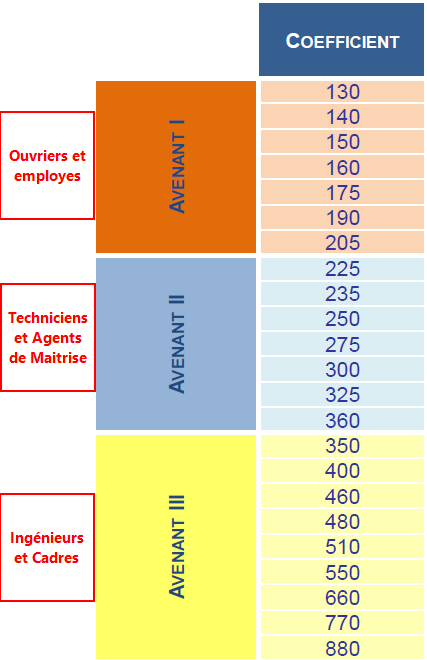 COEFFICIENT
Ouvriers et
employes
AVENANT I
130
140
150
160
175
190
205
Techniciens
et Agents
de Maitrise
AVENANT II
225
235
250
275
300
325
360
Ingénieurs
et Cadres
AVENANT III
350
400
460
480
510
550
660
770
880